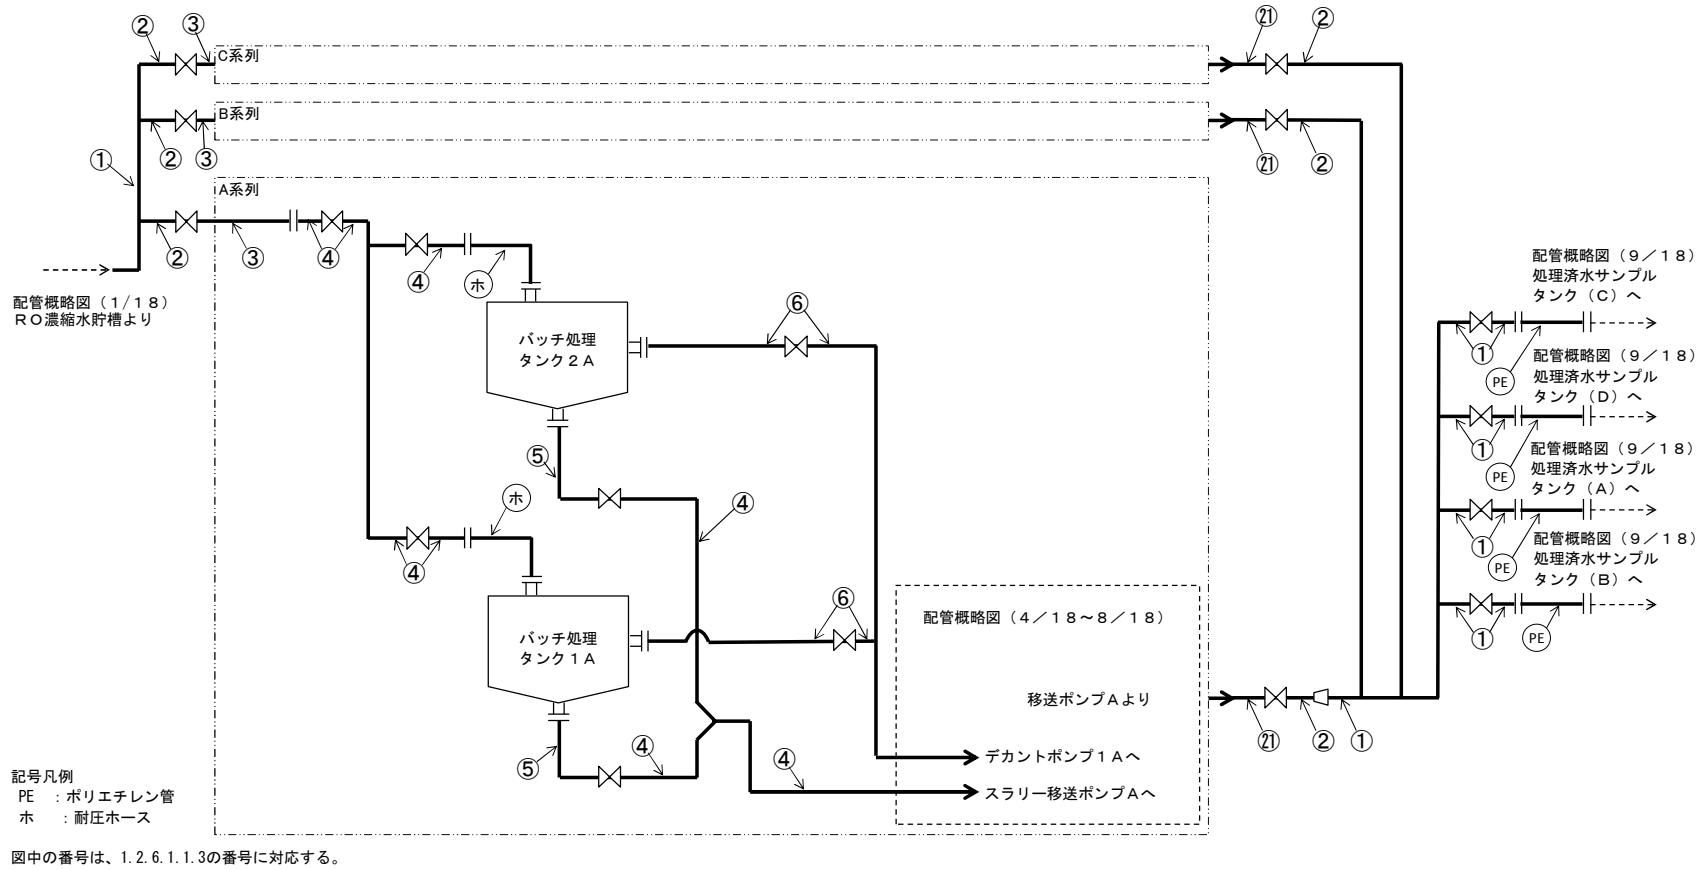 ② ③ ㉑ ②
C系列
B系列
② ③ ㉑ ②
①
A系列
② ③ ④
④ ホ
配管概略図（1/18）
RO濃縮水貯槽より
⑥
バッチ処理
タンク2A
⑤
④
ホ
④
⑥
バッチ処理
タンク1A
⑤ ④ ④
配管概略図（4／18～8／18）
移送ポンプAより
デカントポンプ1Aへ
スラリー移送ポンプAへ
㉑ ② ①
配管概略図（9／18）
処理済水サンプル
タンク（C）へ
① PE
配管概略図（9／18）
処理済水サンプル
タンク（D）へ
① PE
配管概略図（9／18）
処理済水サンプル
タンク（A）へ
① PE
配管概略図（9／18）
処理済水サンプル
タンク（B）へ
① PE
記号凡例
PE ：ポリエチレン管
ホ ：耐圧ホース
図中の番号は、1.2.6.1.1.3の番号に対応する。